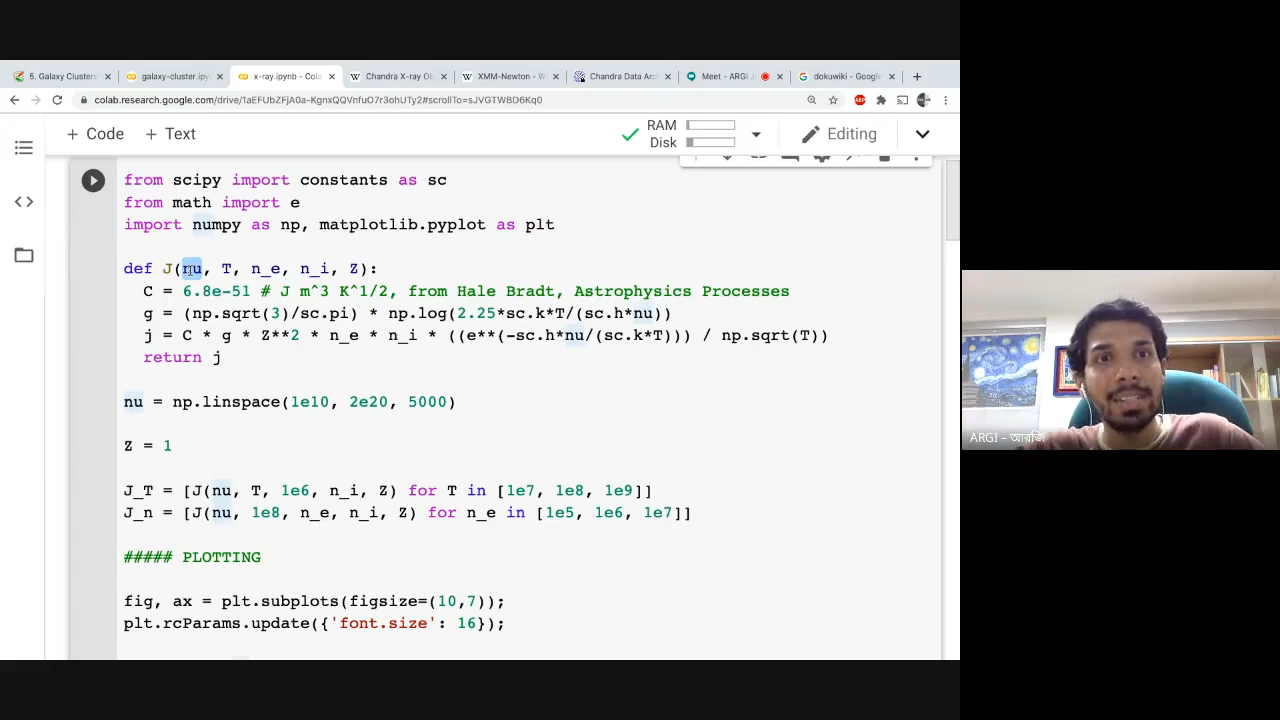 5. Galaxy Clusters
galaxy-cluster.ipyn
x-ray.ipynb - Cola
Chandra X-ray Ob
XMM-Newton - W
Chandra Data Arc
Meet - ARGI
dokuwiki - Google
colab.research.google.com/drive/1aEFUbZFjA0a-KgnxQQVnfuO7r3ohUTy2#scrollTo=sJVGTWBD6Kq0
ABP
+ Code
+ Text
RAM
Disk
Editing
from scipy import constants as sc
from math import e
import numpy as np, matplotlib.pyplot as plt
def J(nu, T, n_e, n_i, Z):
C = 6.8e-51 # J m^3 K^1/2, from Hale Bradt, Astrophysics Processes
g = (np.sqrt(3)/sc.pi) * np.log(2.25*sc.k*T/(sc.h*nu))
j = C * g * Z**2 * n_e * n_i * ((e**(-sc.h*nu/(sc.k*T))) / np.sqrt(T))
return j
nu = np.linspace(1e10, 2e20, 5000)
Z = 1
J_T = [J(nu, T, 1e6, n_i, Z) for T in [1e7, 1e8, 1e9]]
J_n = [J(nu, 1e8, n_e, n_i, Z) for n_e in [1e5, 1e6, 1e7]]
##### PLOTTING
fig, ax = plt.subplots(figsize=(10,7));
plt.rcParams.update({'font.size': 16});
ARGI – আরজি